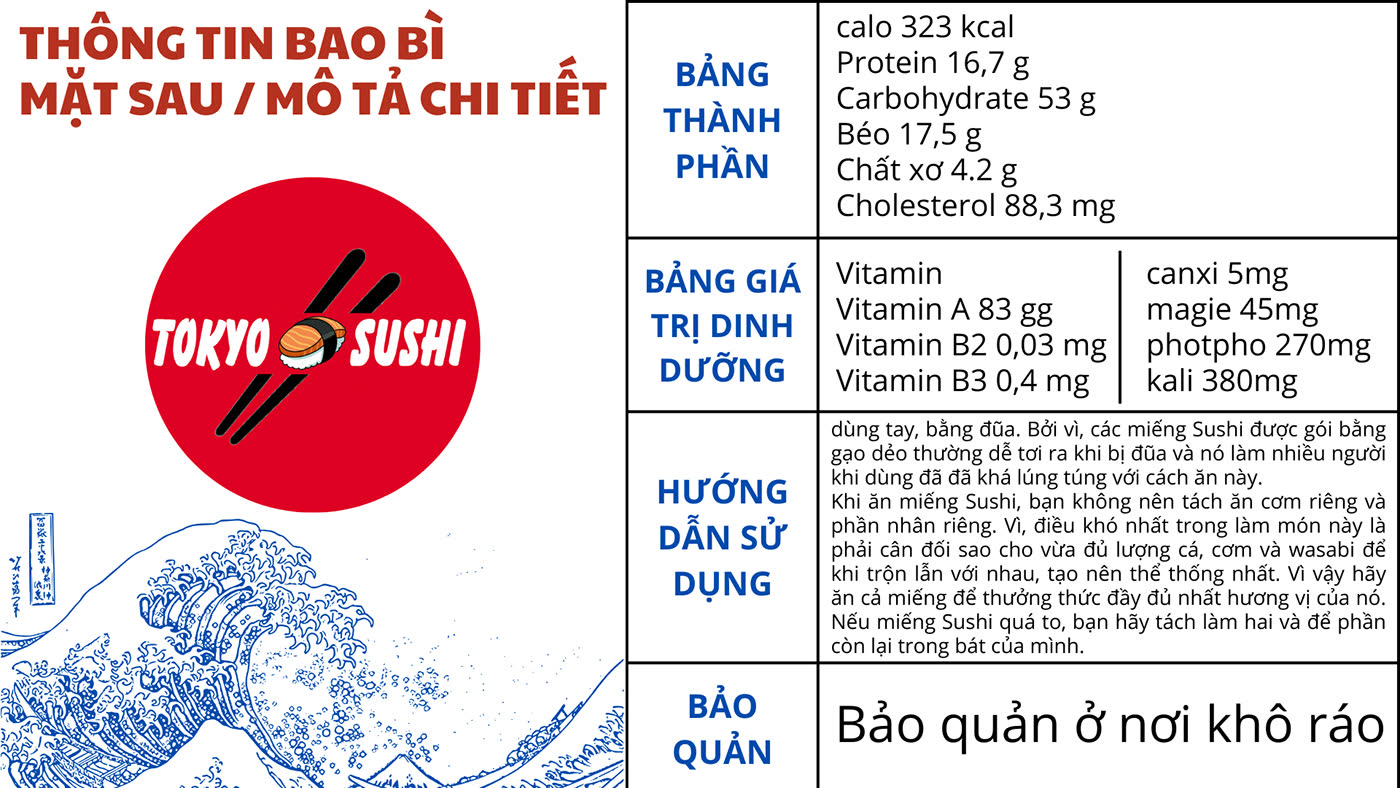 THÔNG TIN BAO BÌ
MẶT SAU / MÔ TẢ CHI TIẾT
TOKYO SUSHI
BẢNG
THÀNH
PHẦN
calo 323 kcal
Protein 16,7 g
Carbohydrate 53 g
Béo 17,5 g
Chất xơ 4.2 g
Cholesterol 88,3 mg
BẢNG GIÁ
TRỊ DINH
DƯỠNG
Vitamin
Vitamin A 83 gg
Vitamin B2 0,03 mg
Vitamin B3 0,4 mg
canxi 5mg
magie 45mg
photpho 270mg
kali 380mg
HƯỚNG
DẪN SỬ
DỤNG
dùng tay, bằng đũa. Bởi vì, các miếng Sushi được gói bằng
gạo dẻo thường dễ tơi ra khi bị đũa và nó làm nhiều người
khi dùng đã đã khá lúng túng với cách ăn này.
Khi ăn miếng Sushi, bạn không nên tách ăn cơm riêng và
phần nhân riêng. Vì, điều khó nhất trong làm món này là
phải cân đối sao cho vừa đủ lượng cá, cơm và wasabi để
khi trộn lẫn với nhau, tạo nên thể thống nhất. Vì vậy hãy
ăn cả miếng để thưởng thức đầy đủ nhất hương vị của nó.
Nếu miếng Sushi quá to, bạn hãy tách làm hai và để phần
còn lại trong bát của mình.
BẢO
QUẢN
Bảo quản ở nơi khô ráo